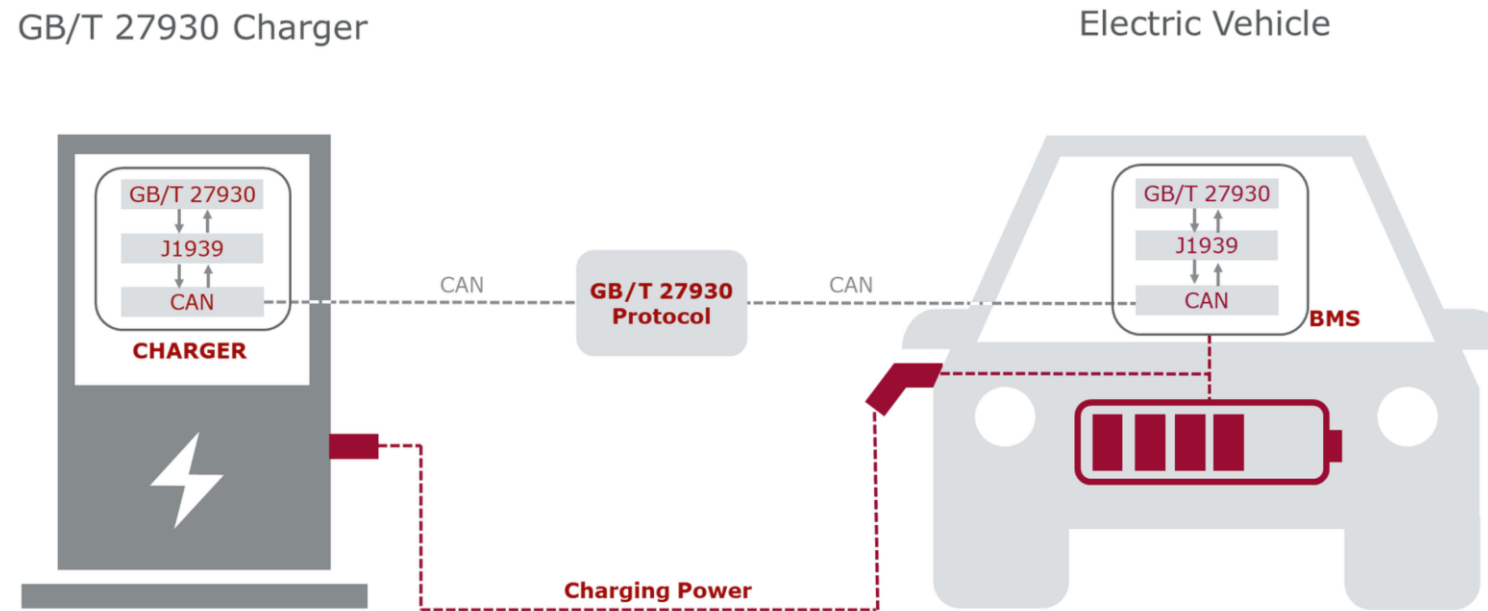 GB/T 27930 Charger
Electric Vehicle
GB/T 27930
J1939
CAN
CHARGER
CAN
GB/T 27930
Protocol
CAN
GB/T 27930
J1939
CAN
BMS
Charging Power